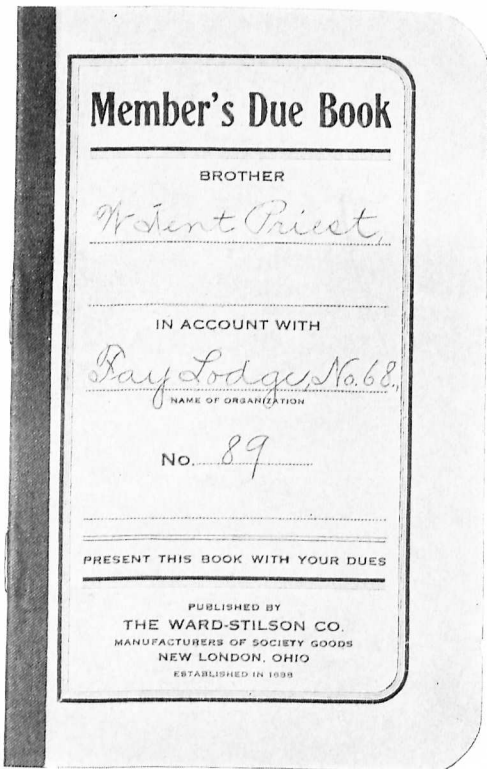 Member's Due Book
BROTHER
W Priest,
IN ACCOUNT WITH
Fay Lodge, No. 68.,
NAME OF ORGANIZATION
No. 89
PRESENT THIS BOOK WITH YOUR DUES
PUBLISHED BY
THE WARD-STILSON CO.
MANUFACTURERS OF SOCIETY GOODS
NEW LONDON, OHIO
ESTABLISHED IN